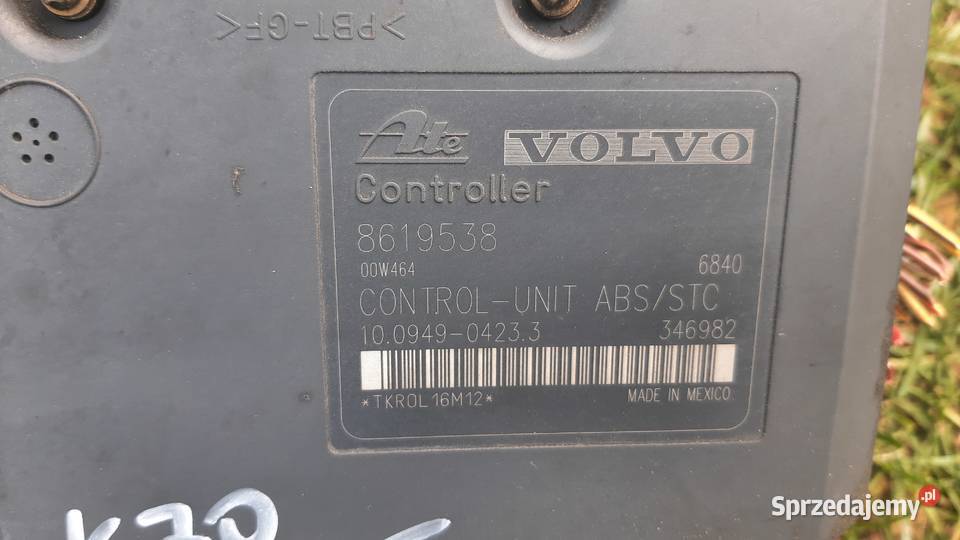 >PBT-GF<
Ate VOLVO
Controller
8619538
00W464 6840
CONTROL-UNIT ABS/STC
10.0949-0423.3 346982
*TKROL16M12* MADE IN MEXICO
Sprzedajemy.pl